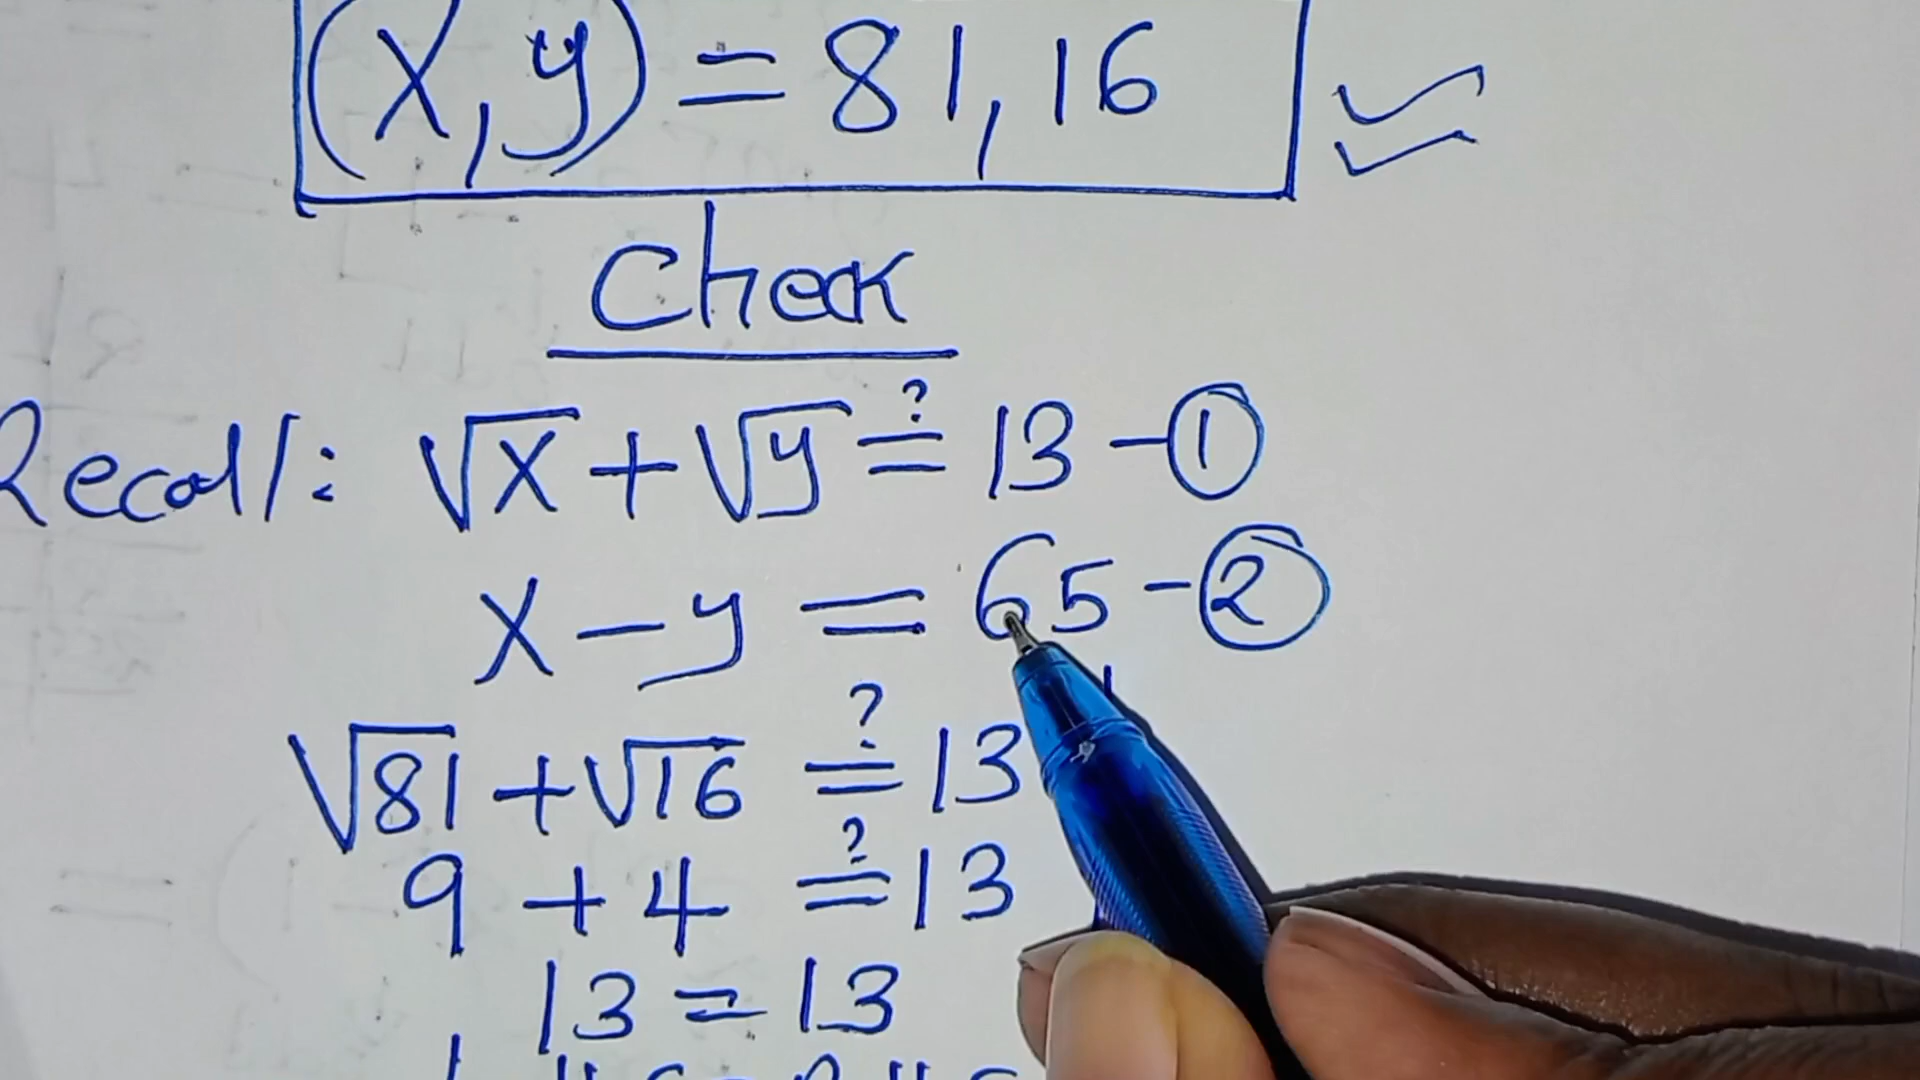 (x,y) = 81, 16
Check
Recall: √x + √y ≟ 13 - ①
x - y = 65 - ②
√81 + √16 ≟ 13
9 + 4 ≟ 13
13 = 13